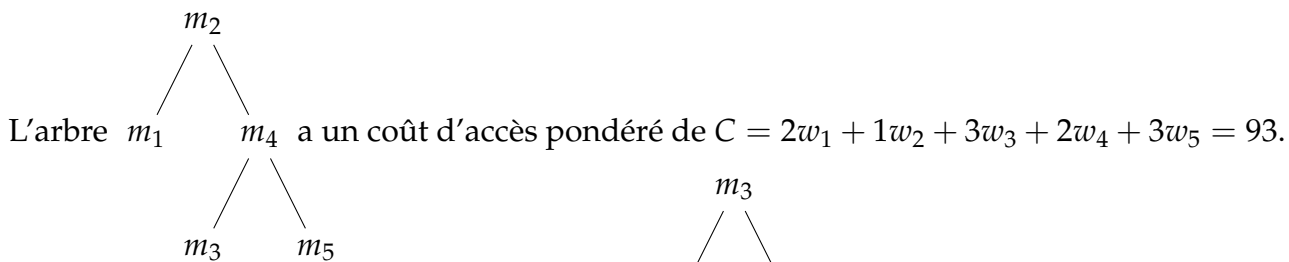 m₂
L'arbre m₁ m₄ a un coût d'accès pondéré de C = 2w₁ + 1w₂ + 3w₃ + 2w₄ + 3w₅ = 93.
m₃
m₃ m₅